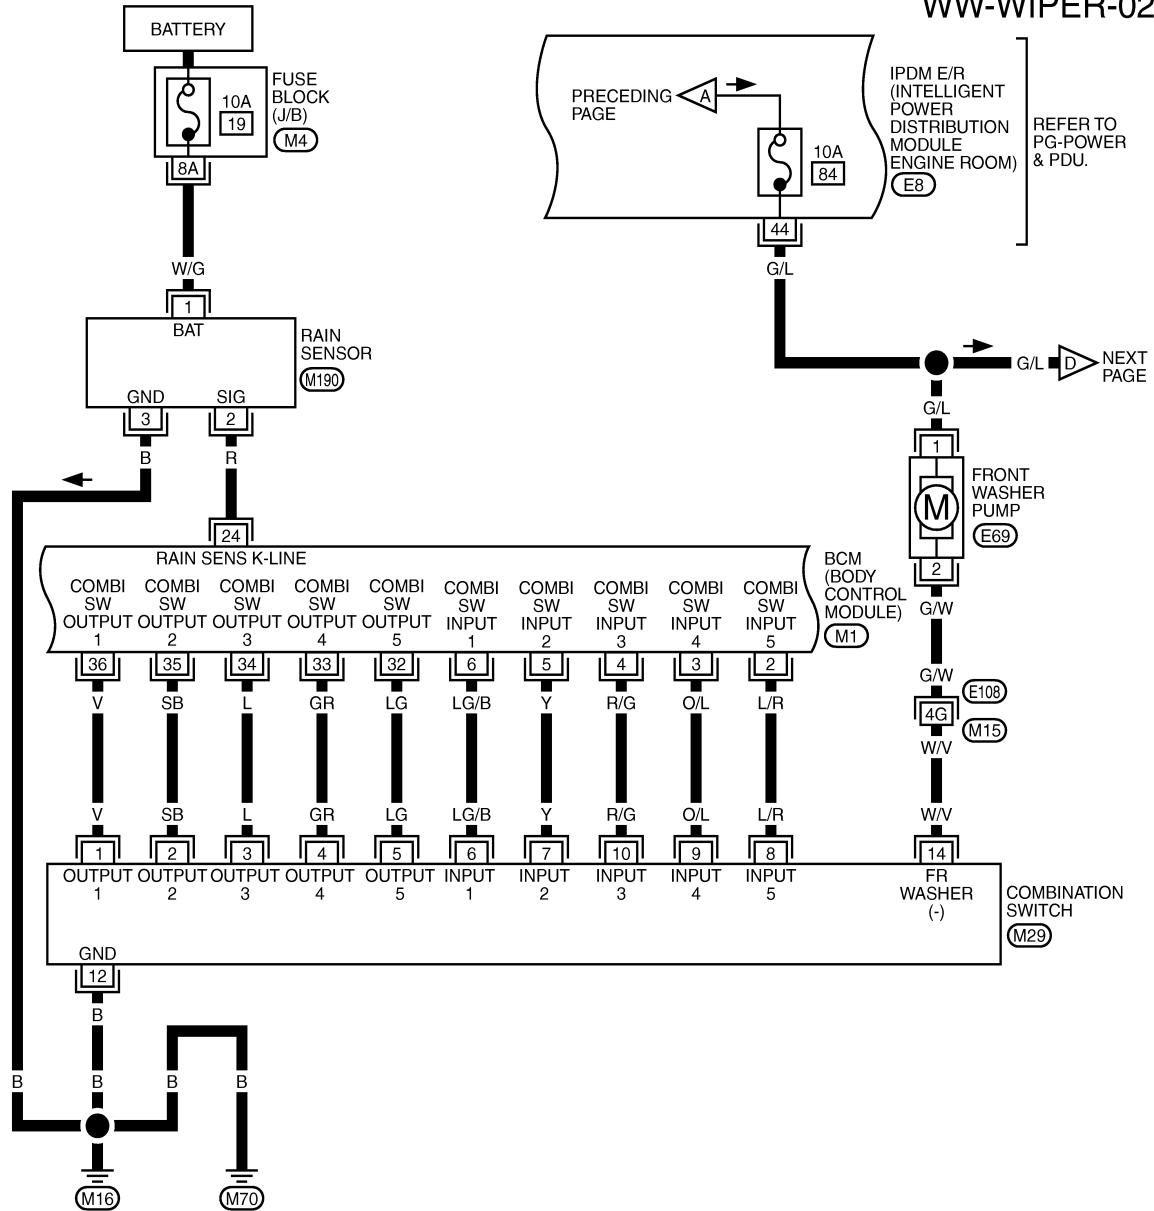 WW-WIPER-02
BATTERY
FUSE
BLOCK
(J/B)
M4
10A
19
8A
W/G
1
BAT
RAIN
SENSOR
M190
GND
SIG
3
2
B
R
24
PRECEDING
PAGE
A
10A
84
44
IPDM E/R
(INTELLIGENT
POWER
DISTRIBUTION
MODULE
ENGINE ROOM)
E8
REFER TO
PG-POWER
& PDU.
G/L
G/L
D
NEXT
PAGE
G/L
1
M
FRONT
WASHER
PUMP
E69
2
G/W
G/W
E108
4G
M15
W/V
W/V
RAIN SENS K-LINE
BCM
(BODY
CONTROL
MODULE)
M1
COMBI
SW
OUTPUT
1
COMBI
SW
OUTPUT
2
COMBI
SW
OUTPUT
3
COMBI
SW
OUTPUT
4
COMBI
SW
OUTPUT
5
COMBI
SW
INPUT
1
COMBI
SW
INPUT
2
COMBI
SW
INPUT
3
COMBI
SW
INPUT
4
COMBI
SW
INPUT
5
36 35 34 33 32 6 5 4 3 2
V SB L GR LG LG/B Y R/G O/L L/R
V SB L GR LG LG/B Y R/G O/L L/R
1 2 3 4 5 6 7 10 9 8 14
OUTPUT
1
OUTPUT
2
OUTPUT
3
OUTPUT
4
OUTPUT
5
INPUT
1
INPUT
2
INPUT
3
INPUT
4
INPUT
5
FR
WASHER
(-)
COMBINATION
SWITCH
M29
GND
12
B
B B B B
M16
M70